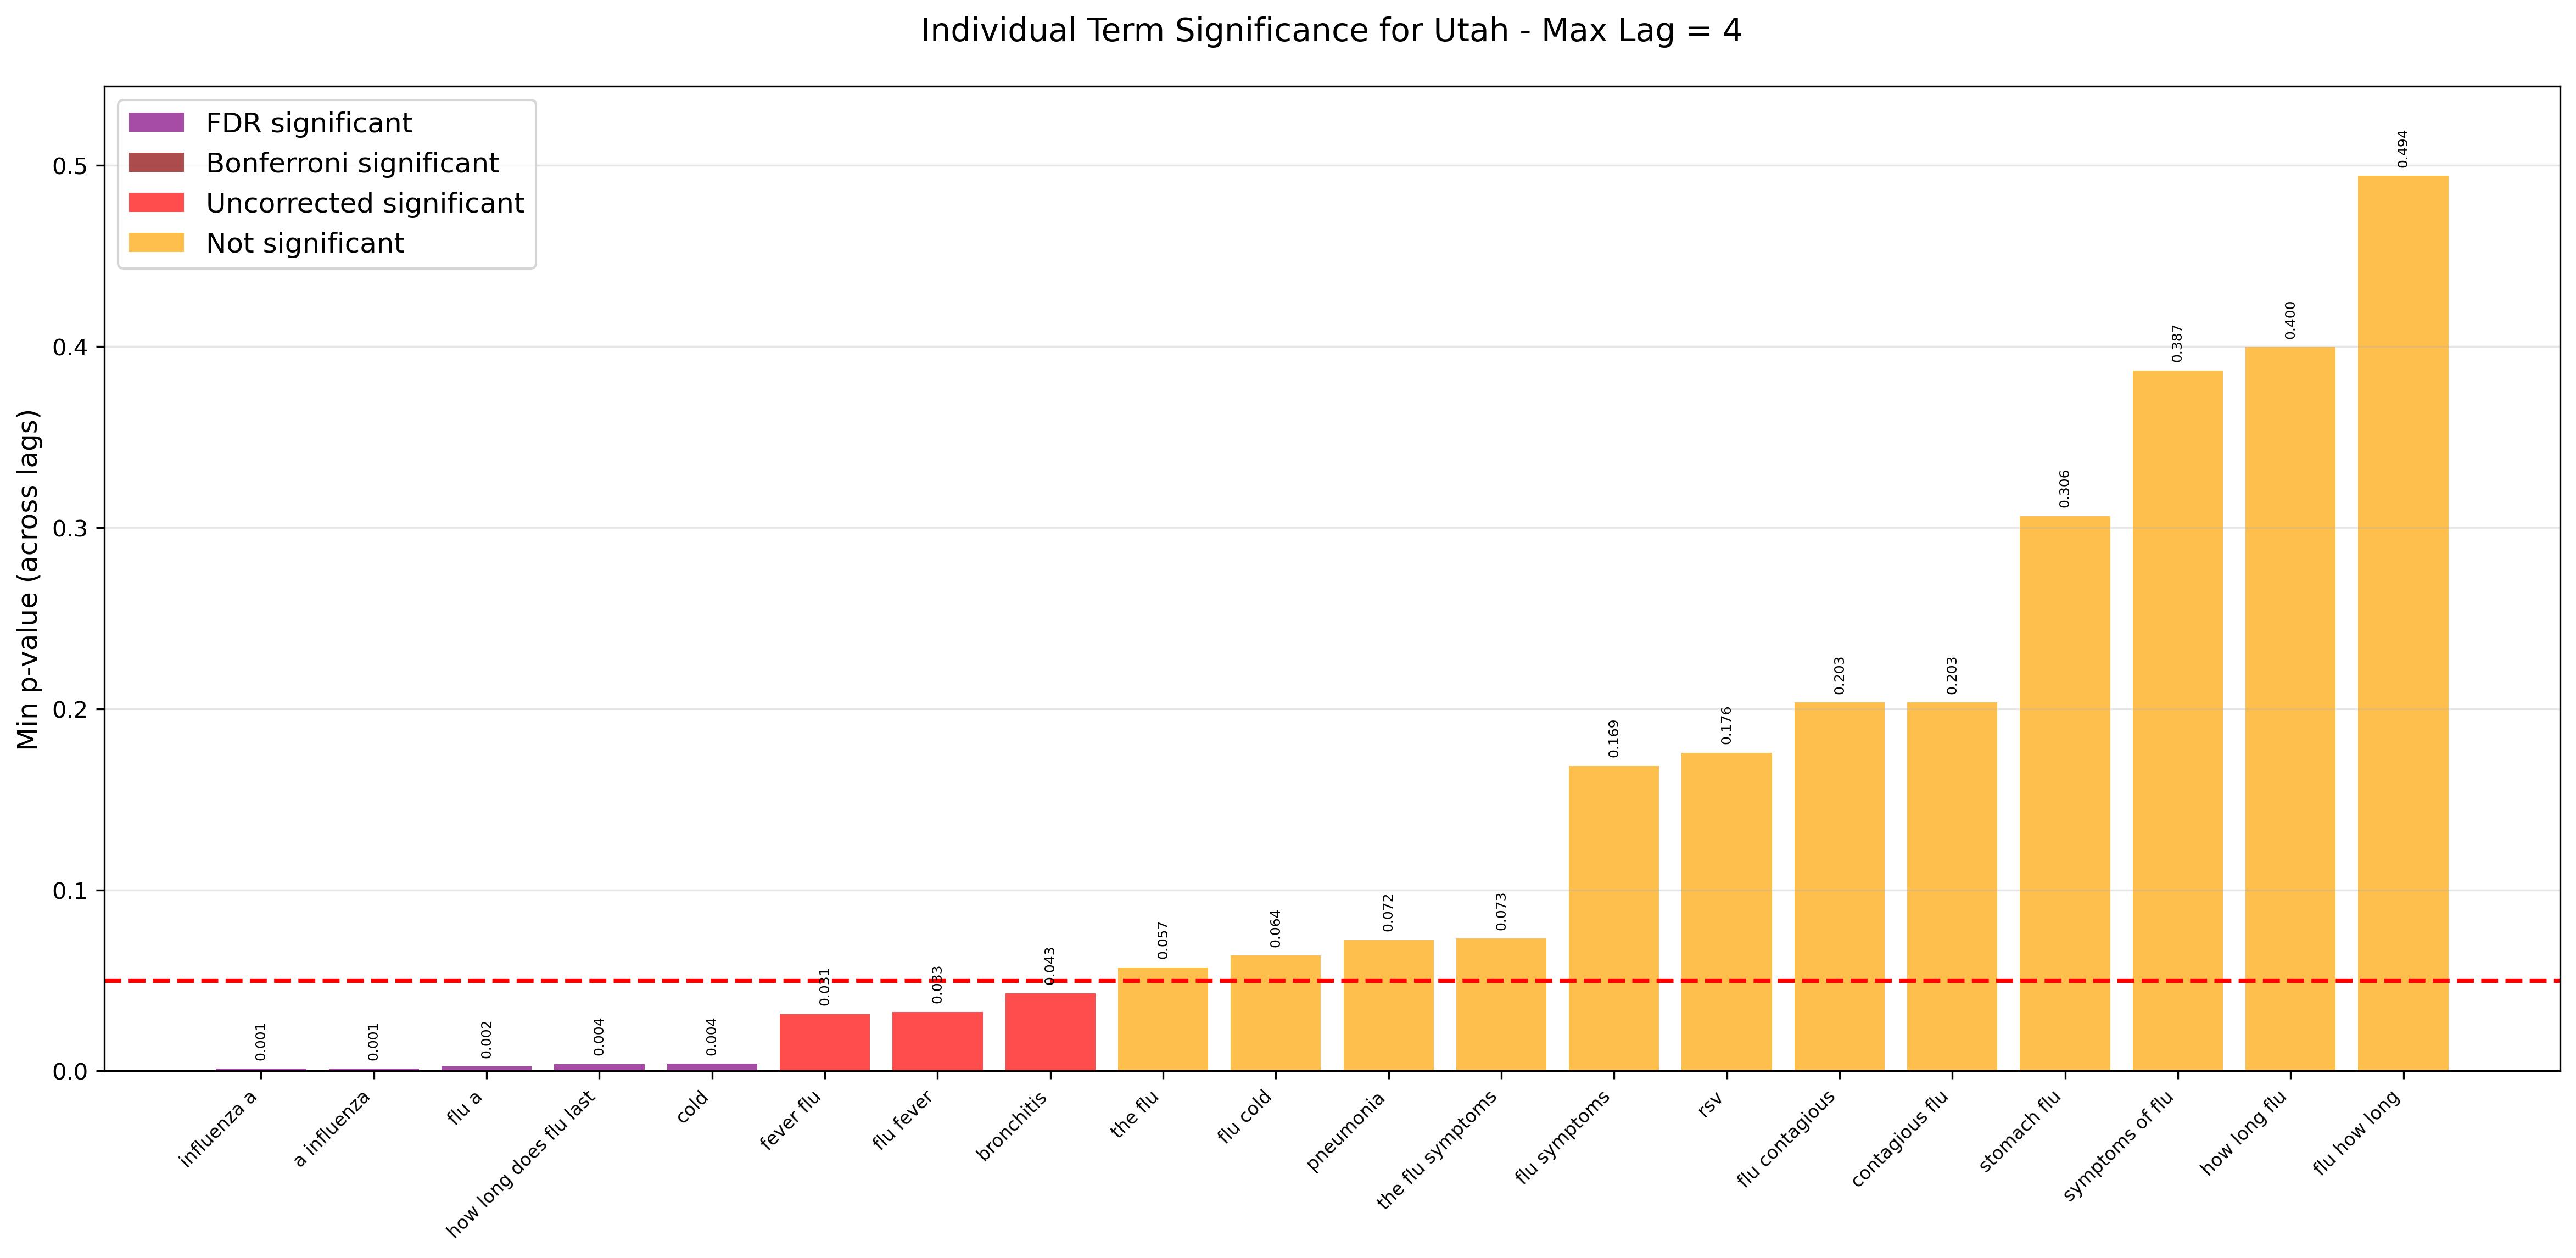 Individual Term Significance for Utah - Max Lag = 4
FDR significant
Bonferroni significant
Uncorrected significant
Not significant
Min p-value (across lags)
0.5
0.4
0.3
0.2
0.1
0.0
0.001
0.001
0.002
0.004
0.004
0.031
0.033
0.043
0.057
0.064
0.072
0.073
0.169
0.176
0.203
0.203
0.306
0.387
0.400
0.494
influenza a
a influenza
flu a
how long does flu last
cold
fever flu
flu fever
bronchitis
the flu
flu cold
pneumonia
the flu symptoms
flu symptoms
rsv
flu contagious
contagious flu
stomach flu
symptoms of flu
how long flu
flu how long